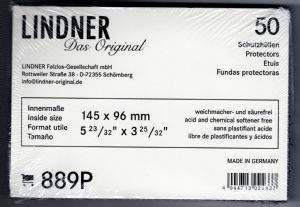 LINDNER
Das Original
50
Schutzhüllen
Protectors
Étuis
Fundas protectoras
LINDNER Falzlos-Gesellschaft mbH
Rottweiler Straße 38 - D-72355 Schömberg
info@lindner-original.de
Innenmaße
inside size
Format utile
Tamaño
145 x 96 mm
5 23/32" x 3 25/32"
weichmacher- und säurefrei
acid and chemical softener free
sans plastifiant acide
libre de plastificantes y ácidos
MADE IN GERMANY
889P